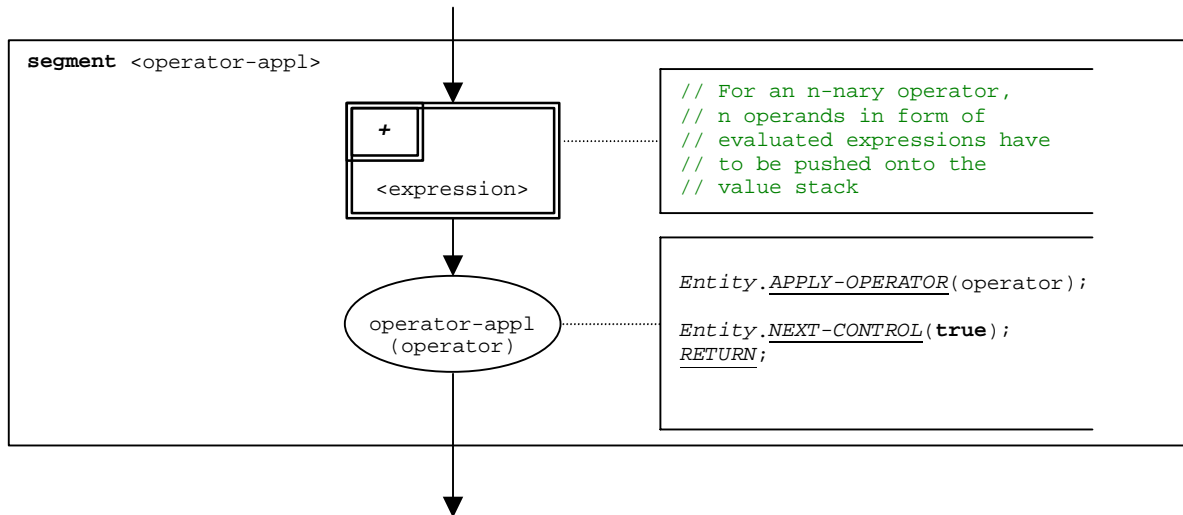 segment <operator-appl>
// For an n-nary operator,
// n operands in form of
// evaluated expressions have
// to be pushed onto the
// value stack
+
<expression>
Entity.APPLY-OPERATOR(operator);
operator-appl
(operator)
Entity.NEXT-CONTROL(true);
RETURN;